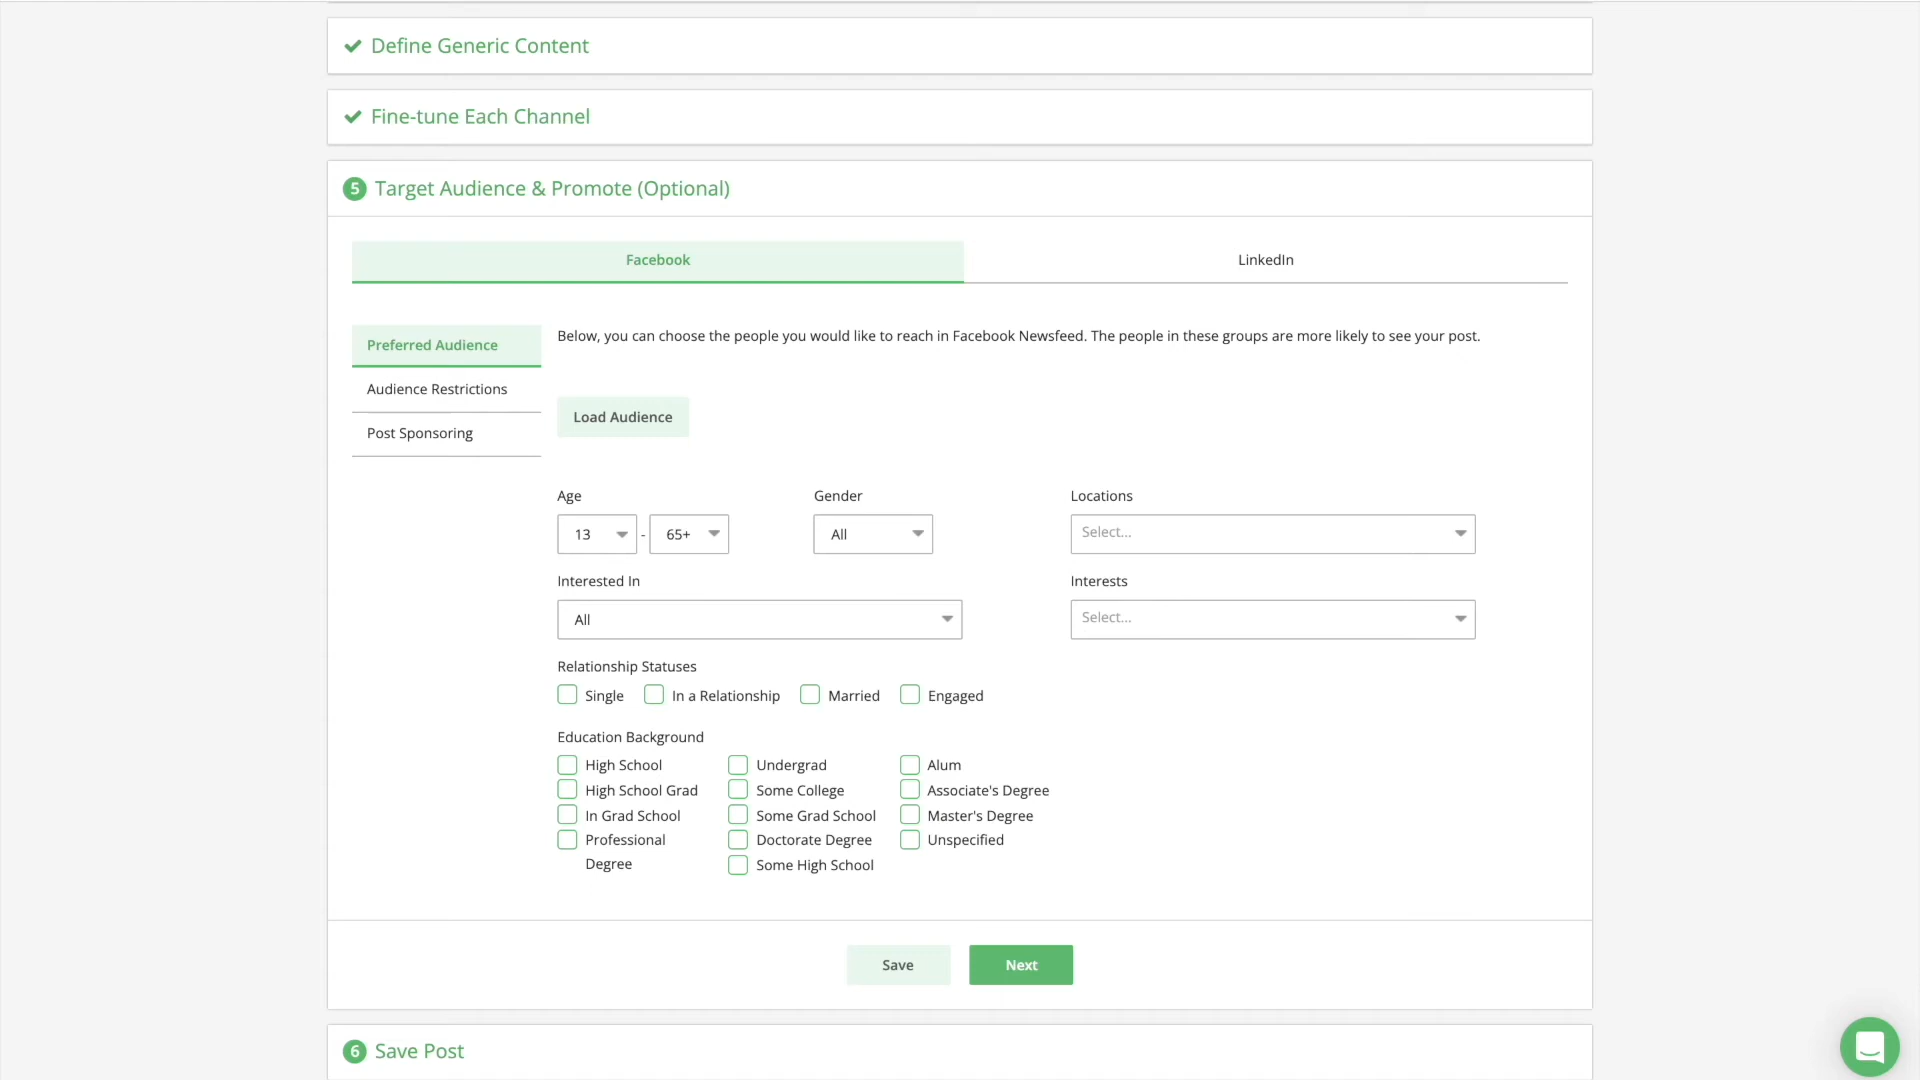 Define Generic Content
Fine-tune Each Channel
5 Target Audience & Promote (Optional)
Facebook
LinkedIn
Preferred Audience
Audience Restrictions
Post Sponsoring
Below, you can choose the people you would like to reach in Facebook Newsfeed. The people in these groups are more likely to see your post.
Load Audience
Age
Gender
Locations
13 - 65+
All
Select...
Interested In
Interests
All
Select...
Relationship Statuses
Single In a Relationship Married Engaged
Education Background
High School Undergrad Alum
High School Grad Some College Associate's Degree
In Grad School Some Grad School Master's Degree
Professional Doctorate Degree Unspecified
Degree Some High School
Save Next
6 Save Post